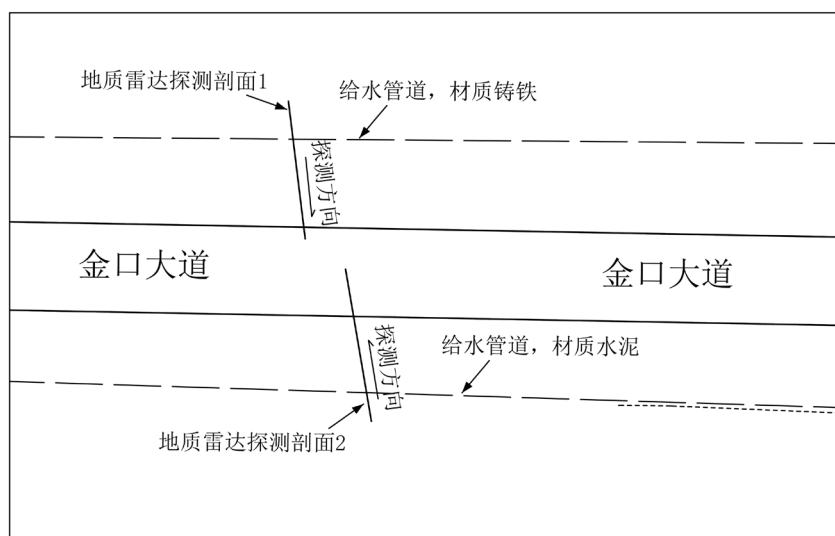 地质雷达探测剖面1
给水管道，材质铸铁
探测方向
金口大道
金口大道
探测方向
给水管道，材质水泥
地质雷达探测剖面2